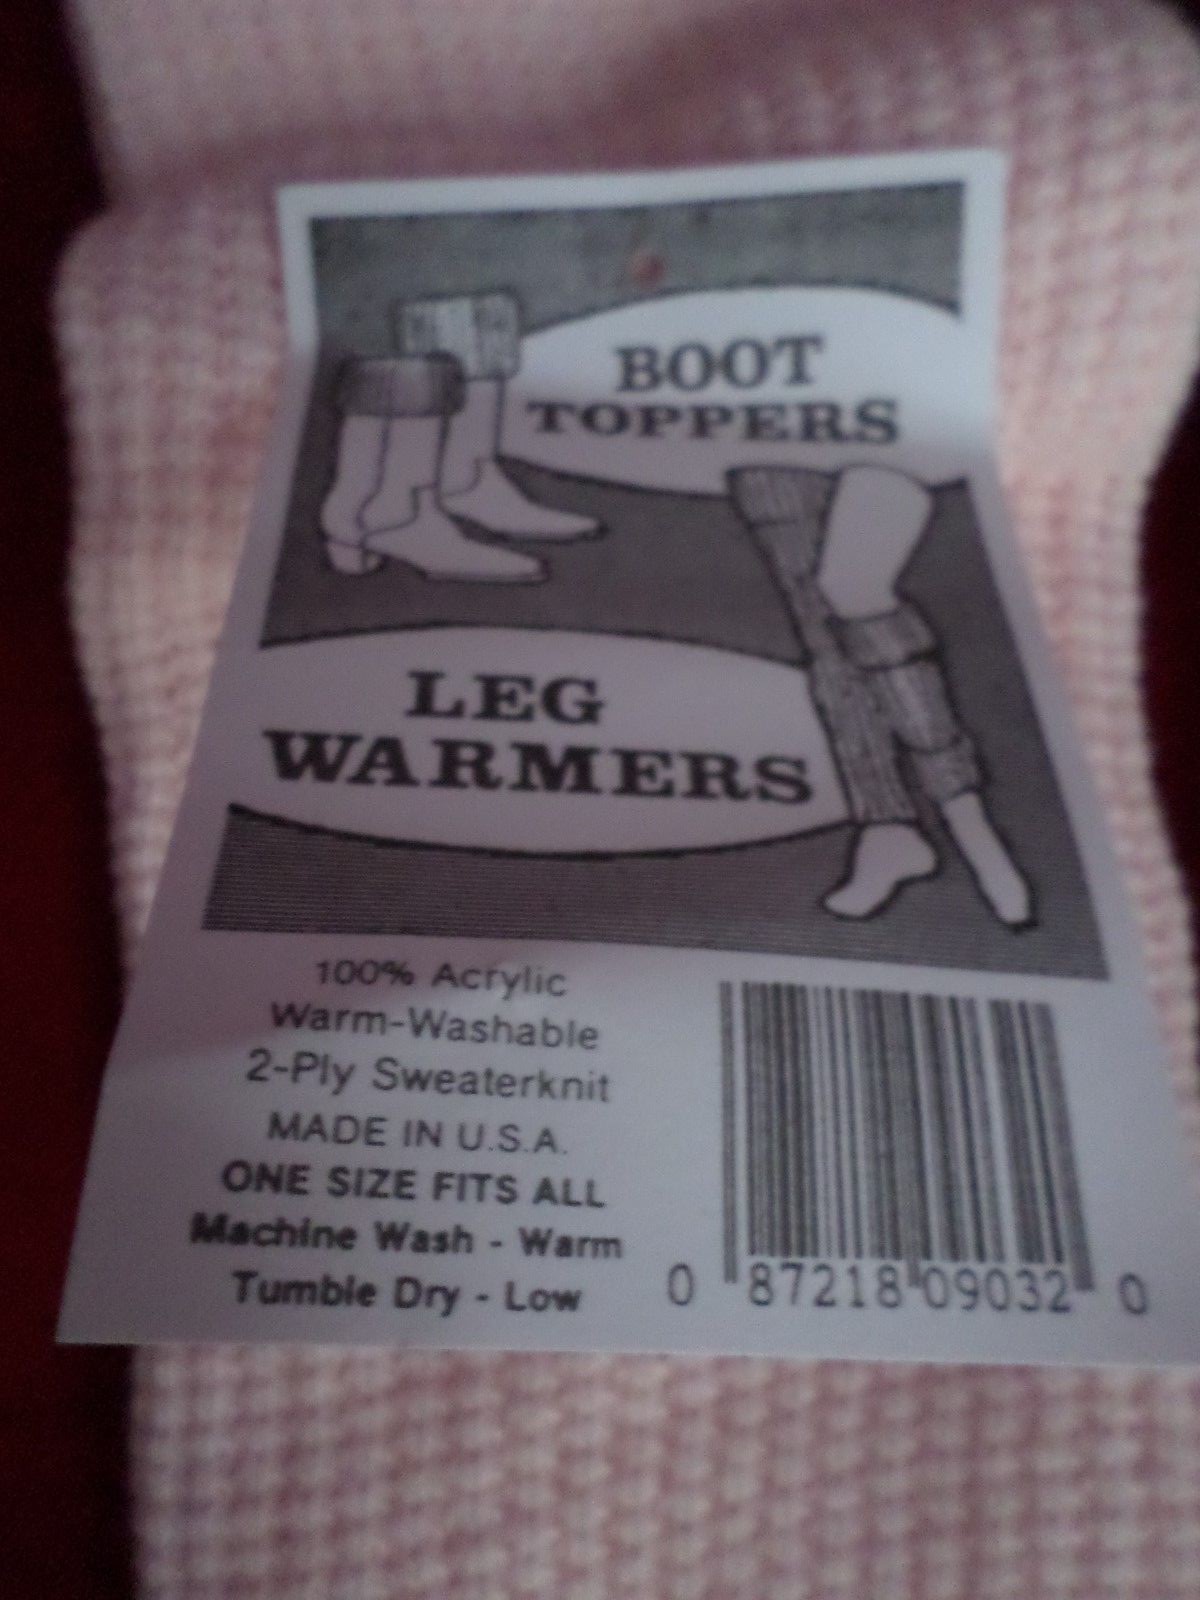 BOOT
TOPPERS
LEG
WARMERS
100% Acrylic
Warm-Washable
2-Ply Sweaterknit
MADE IN U.S.A.
ONE SIZE FITS ALL
Machine Wash - Warm
Tumble Dry - Low
0 87218 09032 0